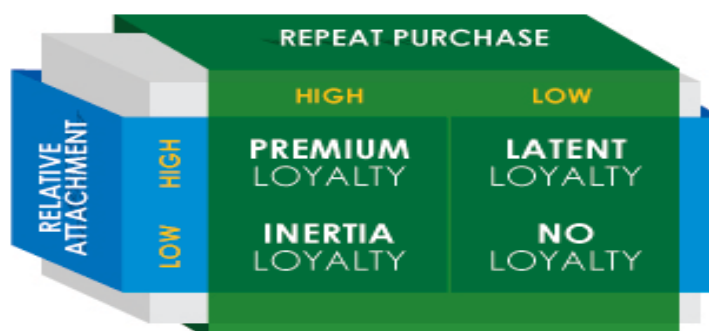 REPEAT PURCHASE
HIGH LOW
RELATIVE
ATTACHMENT
HIGH
PREMIUM
LOYALTY
LATENT
LOYALTY
LOW
INERTIA
LOYALTY
NO
LOYALTY